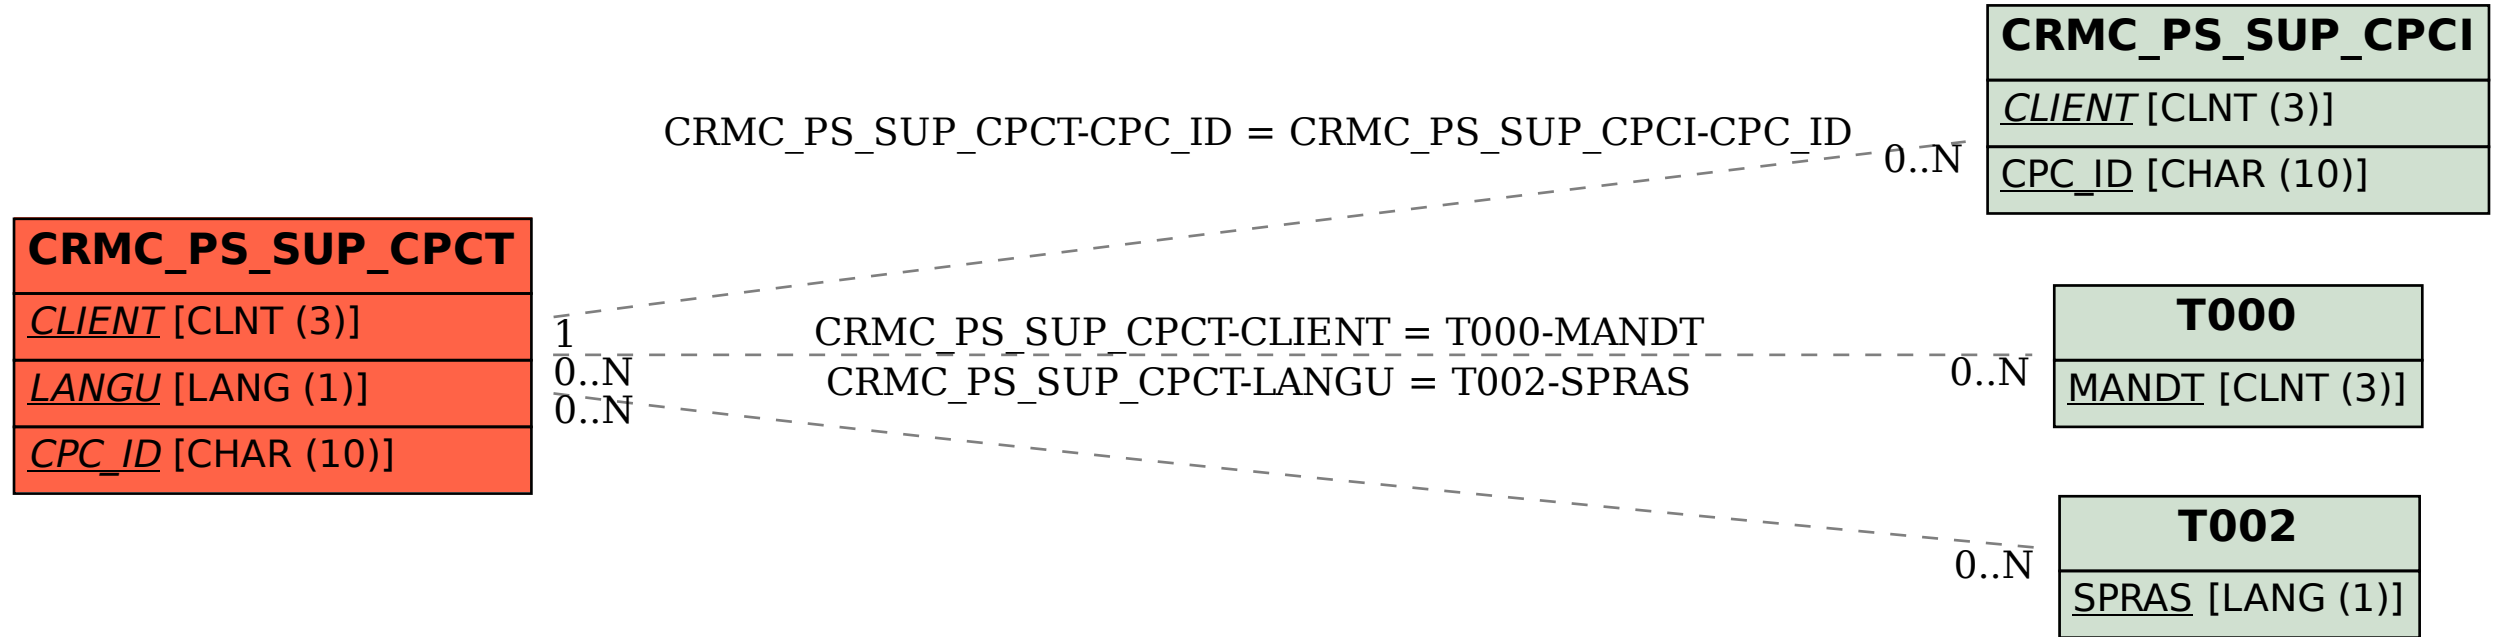 CRMC_PS_SUP_CPCI
CLIENT [CLNT (3)]
CPC_ID [CHAR (10)]
CRMC_PS_SUP_CPCT-CPC_ID = CRMC_PS_SUP_CPCI-CPC_ID
0..N
CRMC_PS_SUP_CPCT
CLIENT [CLNT (3)]
LANGU [LANG (1)]
CPC_ID [CHAR (10)]
1
0..N
0..N
CRMC_PS_SUP_CPCT-CLIENT = T000-MANDT
CRMC_PS_SUP_CPCT-LANGU = T002-SPRAS
0..N
T000
MANDT [CLNT (3)]
0..N
T002
SPRAS [LANG (1)]